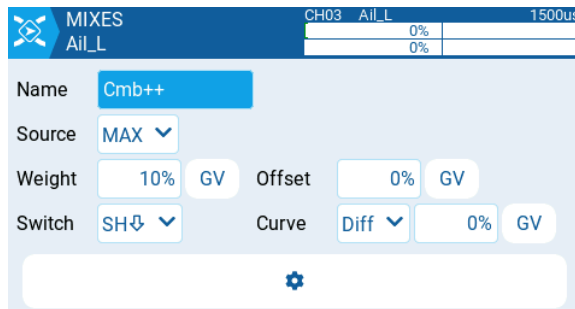 MIXES
Ail_L
CH03 Ail_L 1500us
0%
0%
Name Cmb++
Source MAX
Weight 10% GV Offset 0% GV
Switch SH⇩ Curve Diff 0% GV